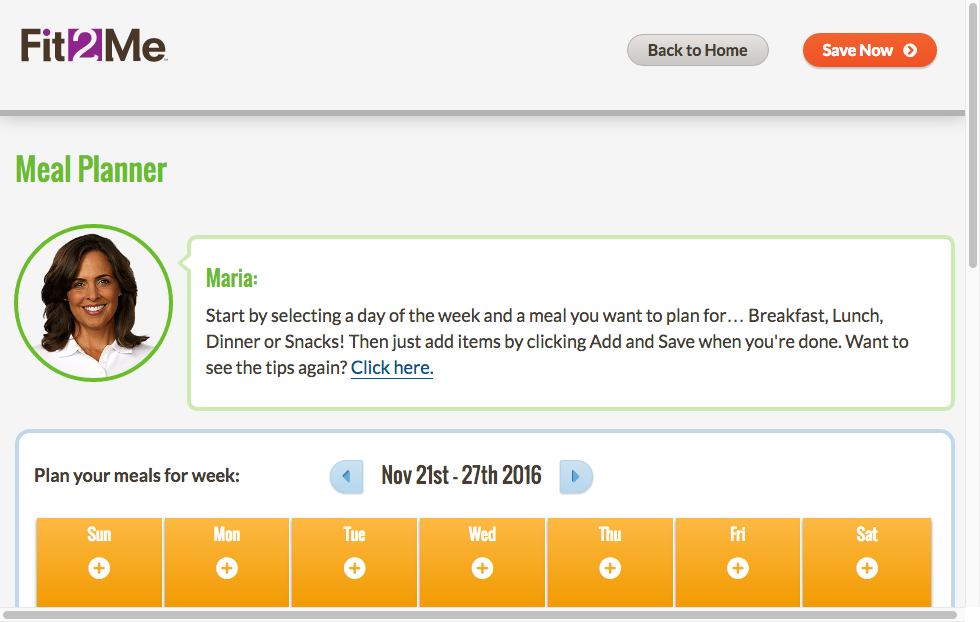 Fit2Me
Back to Home
Save Now
Meal Planner
Maria:
Start by selecting a day of the week and a meal you want to plan for… Breakfast, Lunch,
Dinner or Snacks! Then just add items by clicking Add and Save when you're done. Want to
see the tips again? Click here.
Plan your meals for week:
Nov 21st - 27th 2016
Sun Mon Tue Wed Thu Fri Sat